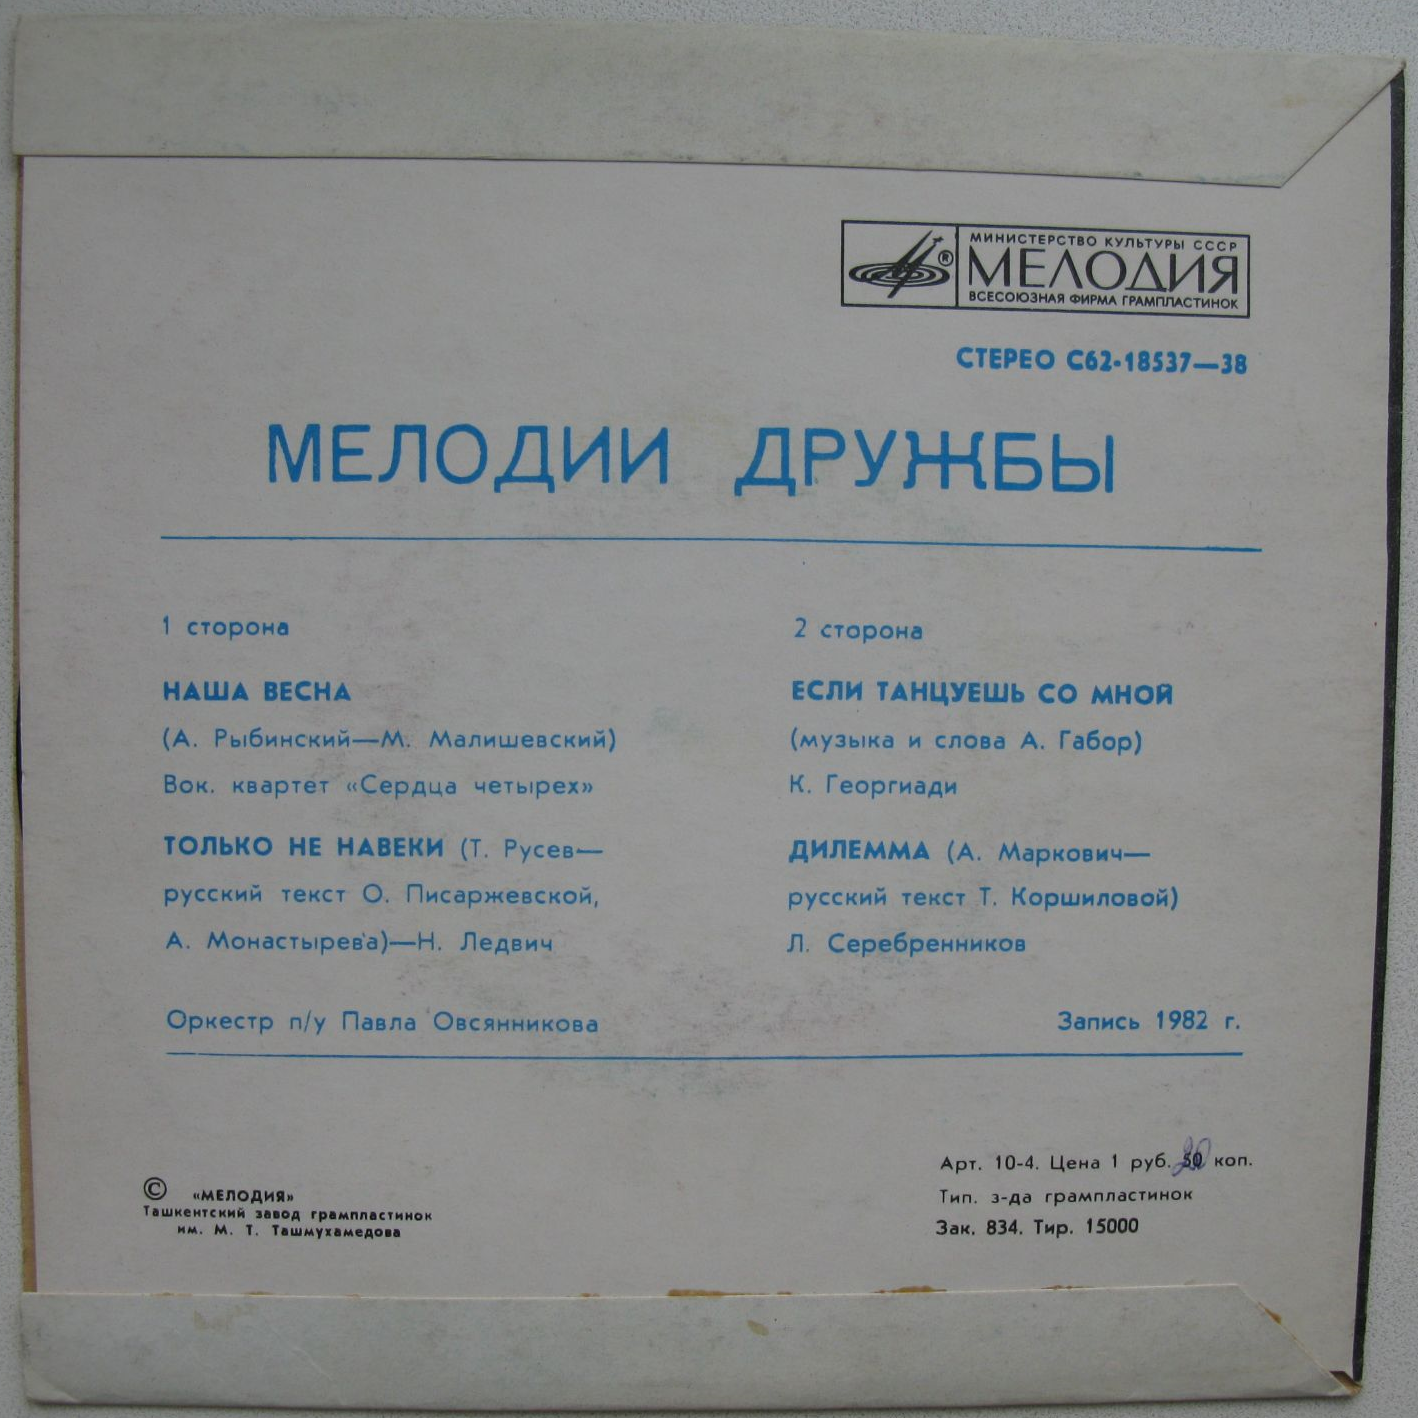 МИНИСТЕРСТВО КУЛЬТУРЫ СССР
®
МЕЛОДИЯ
ВСЕСОЮЗНАЯ ФИРМА ГРАМПЛАСТИНОК
СТЕРЕО С62-18537—38
МЕЛОДИИ ДРУЖБЫ
1 сторона
НАША ВЕСНА
(А. Рыбинский—М. Малишевский)
Вок. квартет «Сердца четырех»
ТОЛЬКО НЕ НАВЕКИ (Т. Русев—
русский текст О. Писаржевской,
А. Монастырева)—Н. Ледвич
2 сторона
ЕСЛИ ТАНЦУЕШЬ СО МНОЙ
(музыка и слова А. Габор)
К. Георгиади
ДИЛЕММА (А. Маркович—
русский текст Т. Коршиловой)
Л. Серебренников
Оркестр п/у Павла Овсянникова
Запись 1982 г.
© «МЕЛОДИЯ»
Ташкентский завод грампластинок
им. М. Т. Ташмухамедова
Арт. 10-4. Цена 1 руб. 50 коп.
20
Тип. з-да грампластинок
Зак. 834. Тир. 15000